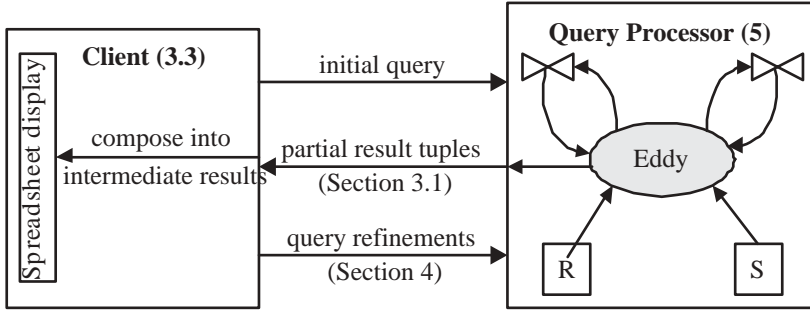 Client (3.3)
Spreadsheet display
compose into
intermediate results
initial query
partial result tuples
(Section 3.1)
query refinements
(Section 4)
Query Processor (5)
Eddy
R
S